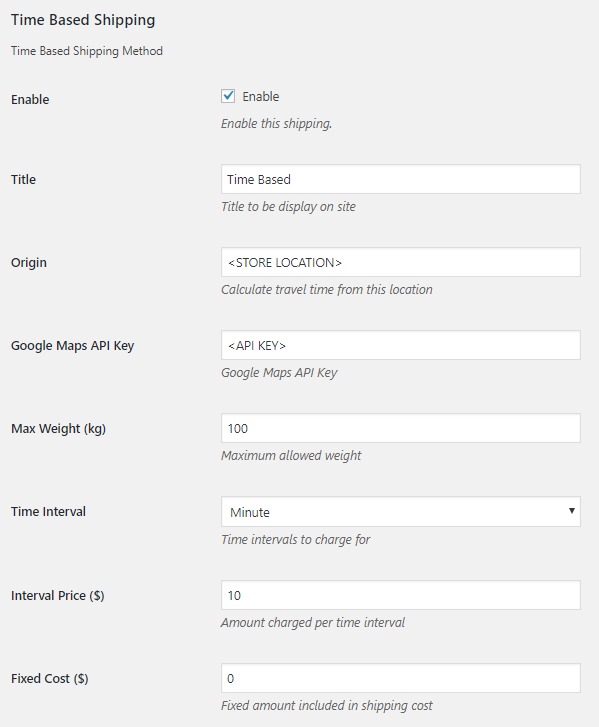 Time Based Shipping
Time Based Shipping Method
Enable
Enable
Enable this shipping.
Title
Time Based
Title to be display on site
Origin
<STORE LOCATION>
Calculate travel time from this location
Google Maps API Key
<API KEY>
Google Maps API Key
Max Weight (kg)
100
Maximum allowed weight
Time Interval
Minute
Time intervals to charge for
Interval Price ($)
10
Amount charged per time interval
Fixed Cost ($)
0
Fixed amount included in shipping cost